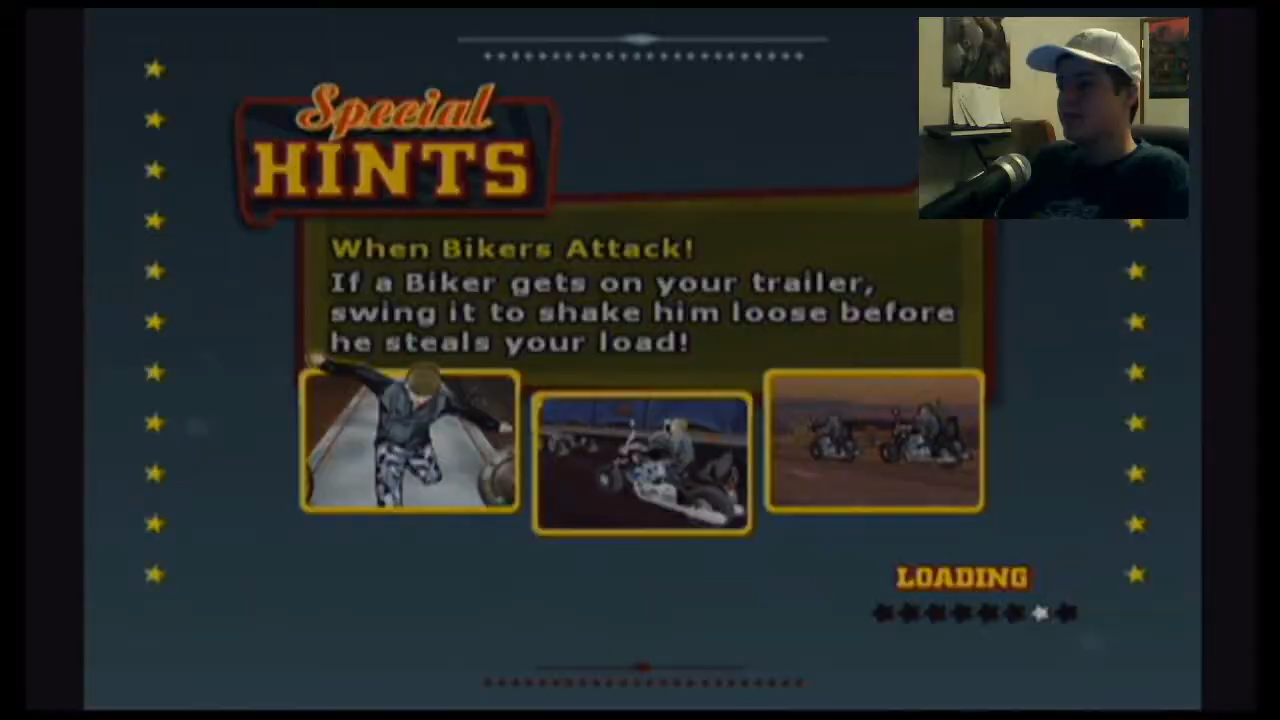 Special
HINTS
When Bikers Attack!
If a Biker gets on your trailer,
swing it to shake him loose before
he steals your load!
LOADING